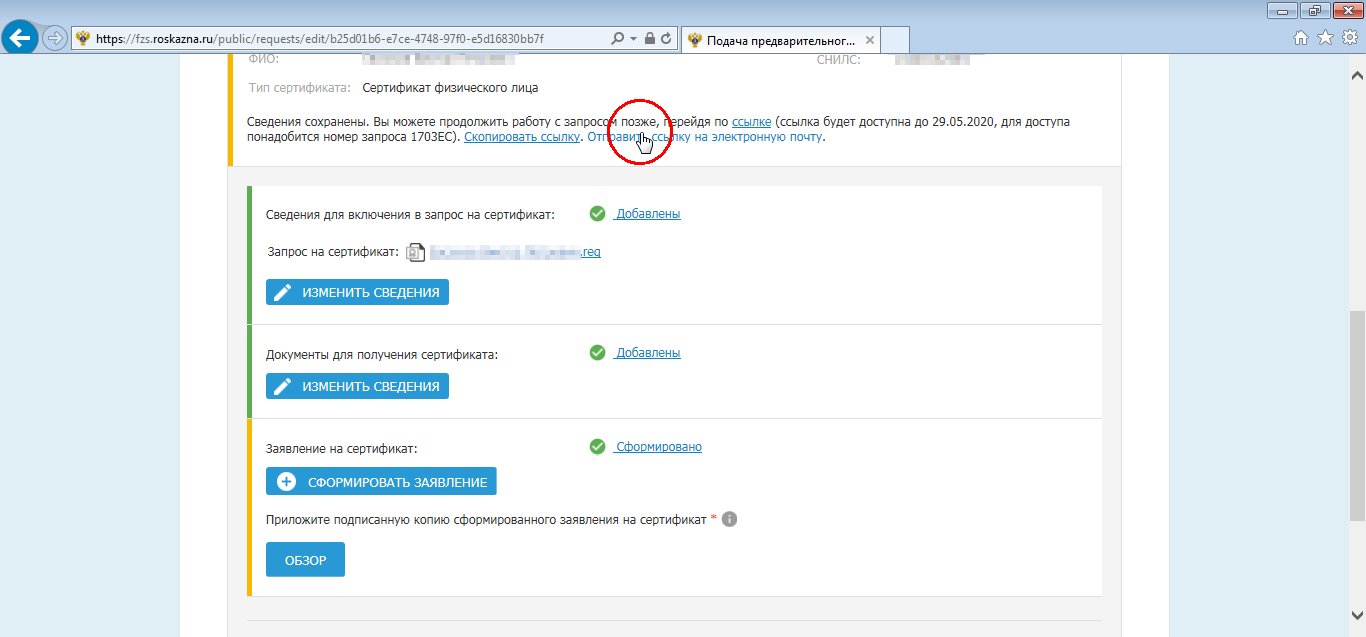 https://fzs.roskazna.ru/public/requests/edit/b25d01b6-e7ce-4748-97f0-e5d16830bb7f
Подача предварительног...
ФИО:
СНИЛС:
Тип сертификата: Сертификат физического лица
Сведения сохранены. Вы можете продолжить работу с запросом позже, перейдя по ссылке (ссылка будет доступна до 29.05.2020, для доступа
понадобится номер запроса 1703EC). Скопировать ссылку. Отправить ссылку на электронную почту.
Сведения для включения в запрос на сертификат: Добавлены
Запрос на сертификат: .req
ИЗМЕНИТЬ СВЕДЕНИЯ
Документы для получения сертификата: Добавлены
ИЗМЕНИТЬ СВЕДЕНИЯ
Заявление на сертификат: Сформировано
СФОРМИРОВАТЬ ЗАЯВЛЕНИЕ
Приложите подписанную копию сформированного заявления на сертификат *
ОБЗОР